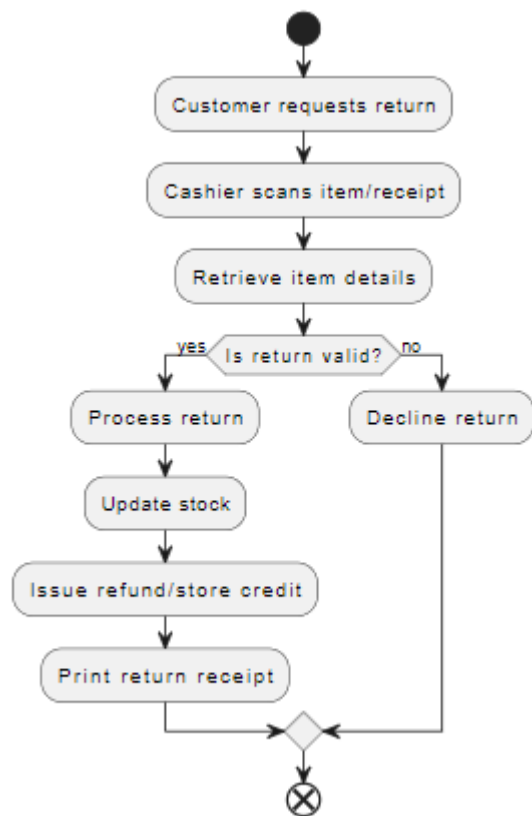 Customer requests return
Cashier scans item/receipt
Retrieve item details
yes
Is return valid?
no
Process return
Decline return
Update stock
Issue refund/store credit
Print return receipt